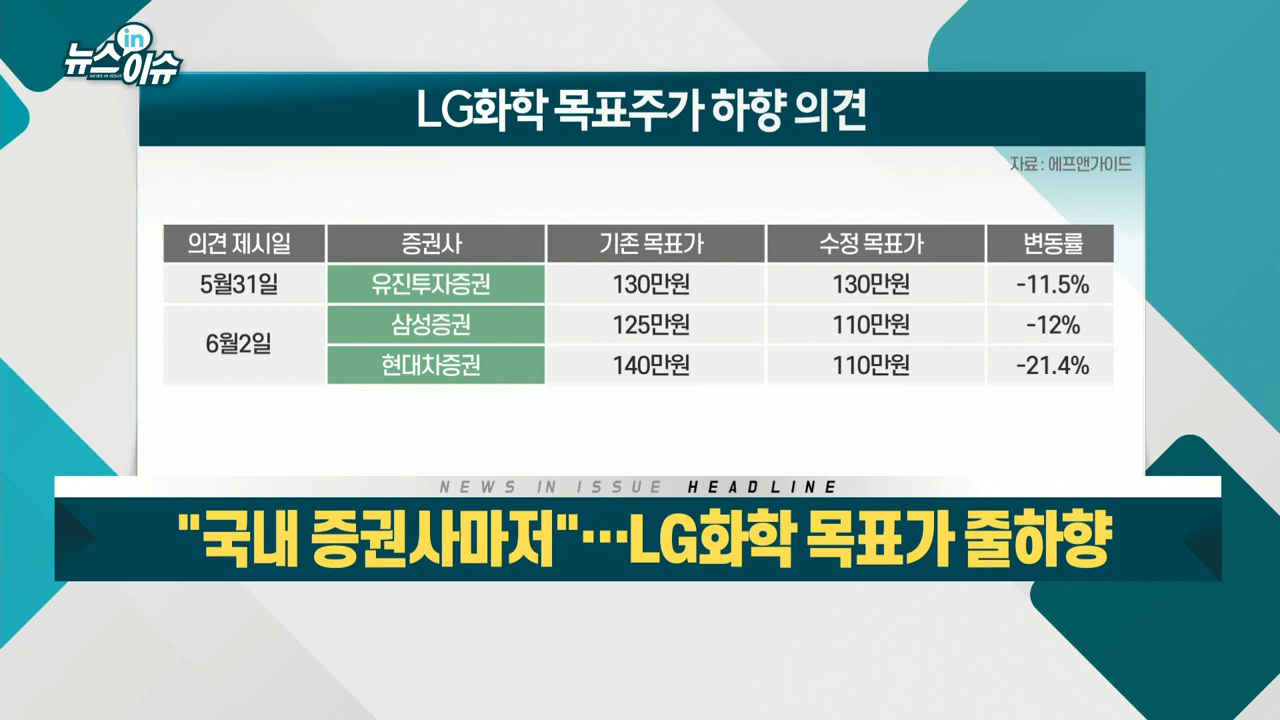 뉴스in이슈
NEWS IN ISSUE
LG화학 목표주가 하향 의견
자료 : 에프앤가이드
의견 제시일 증권사 기존 목표가 수정 목표가 변동률
5월31일 유진투자증권 130만원 130만원 -11.5%
6월2일 삼성증권 125만원 110만원 -12%
현대차증권 140만원 110만원 -21.4%
NEWS IN ISSUE HEADLINE
"국내 증권사마저"…LG화학 목표가 줄하향